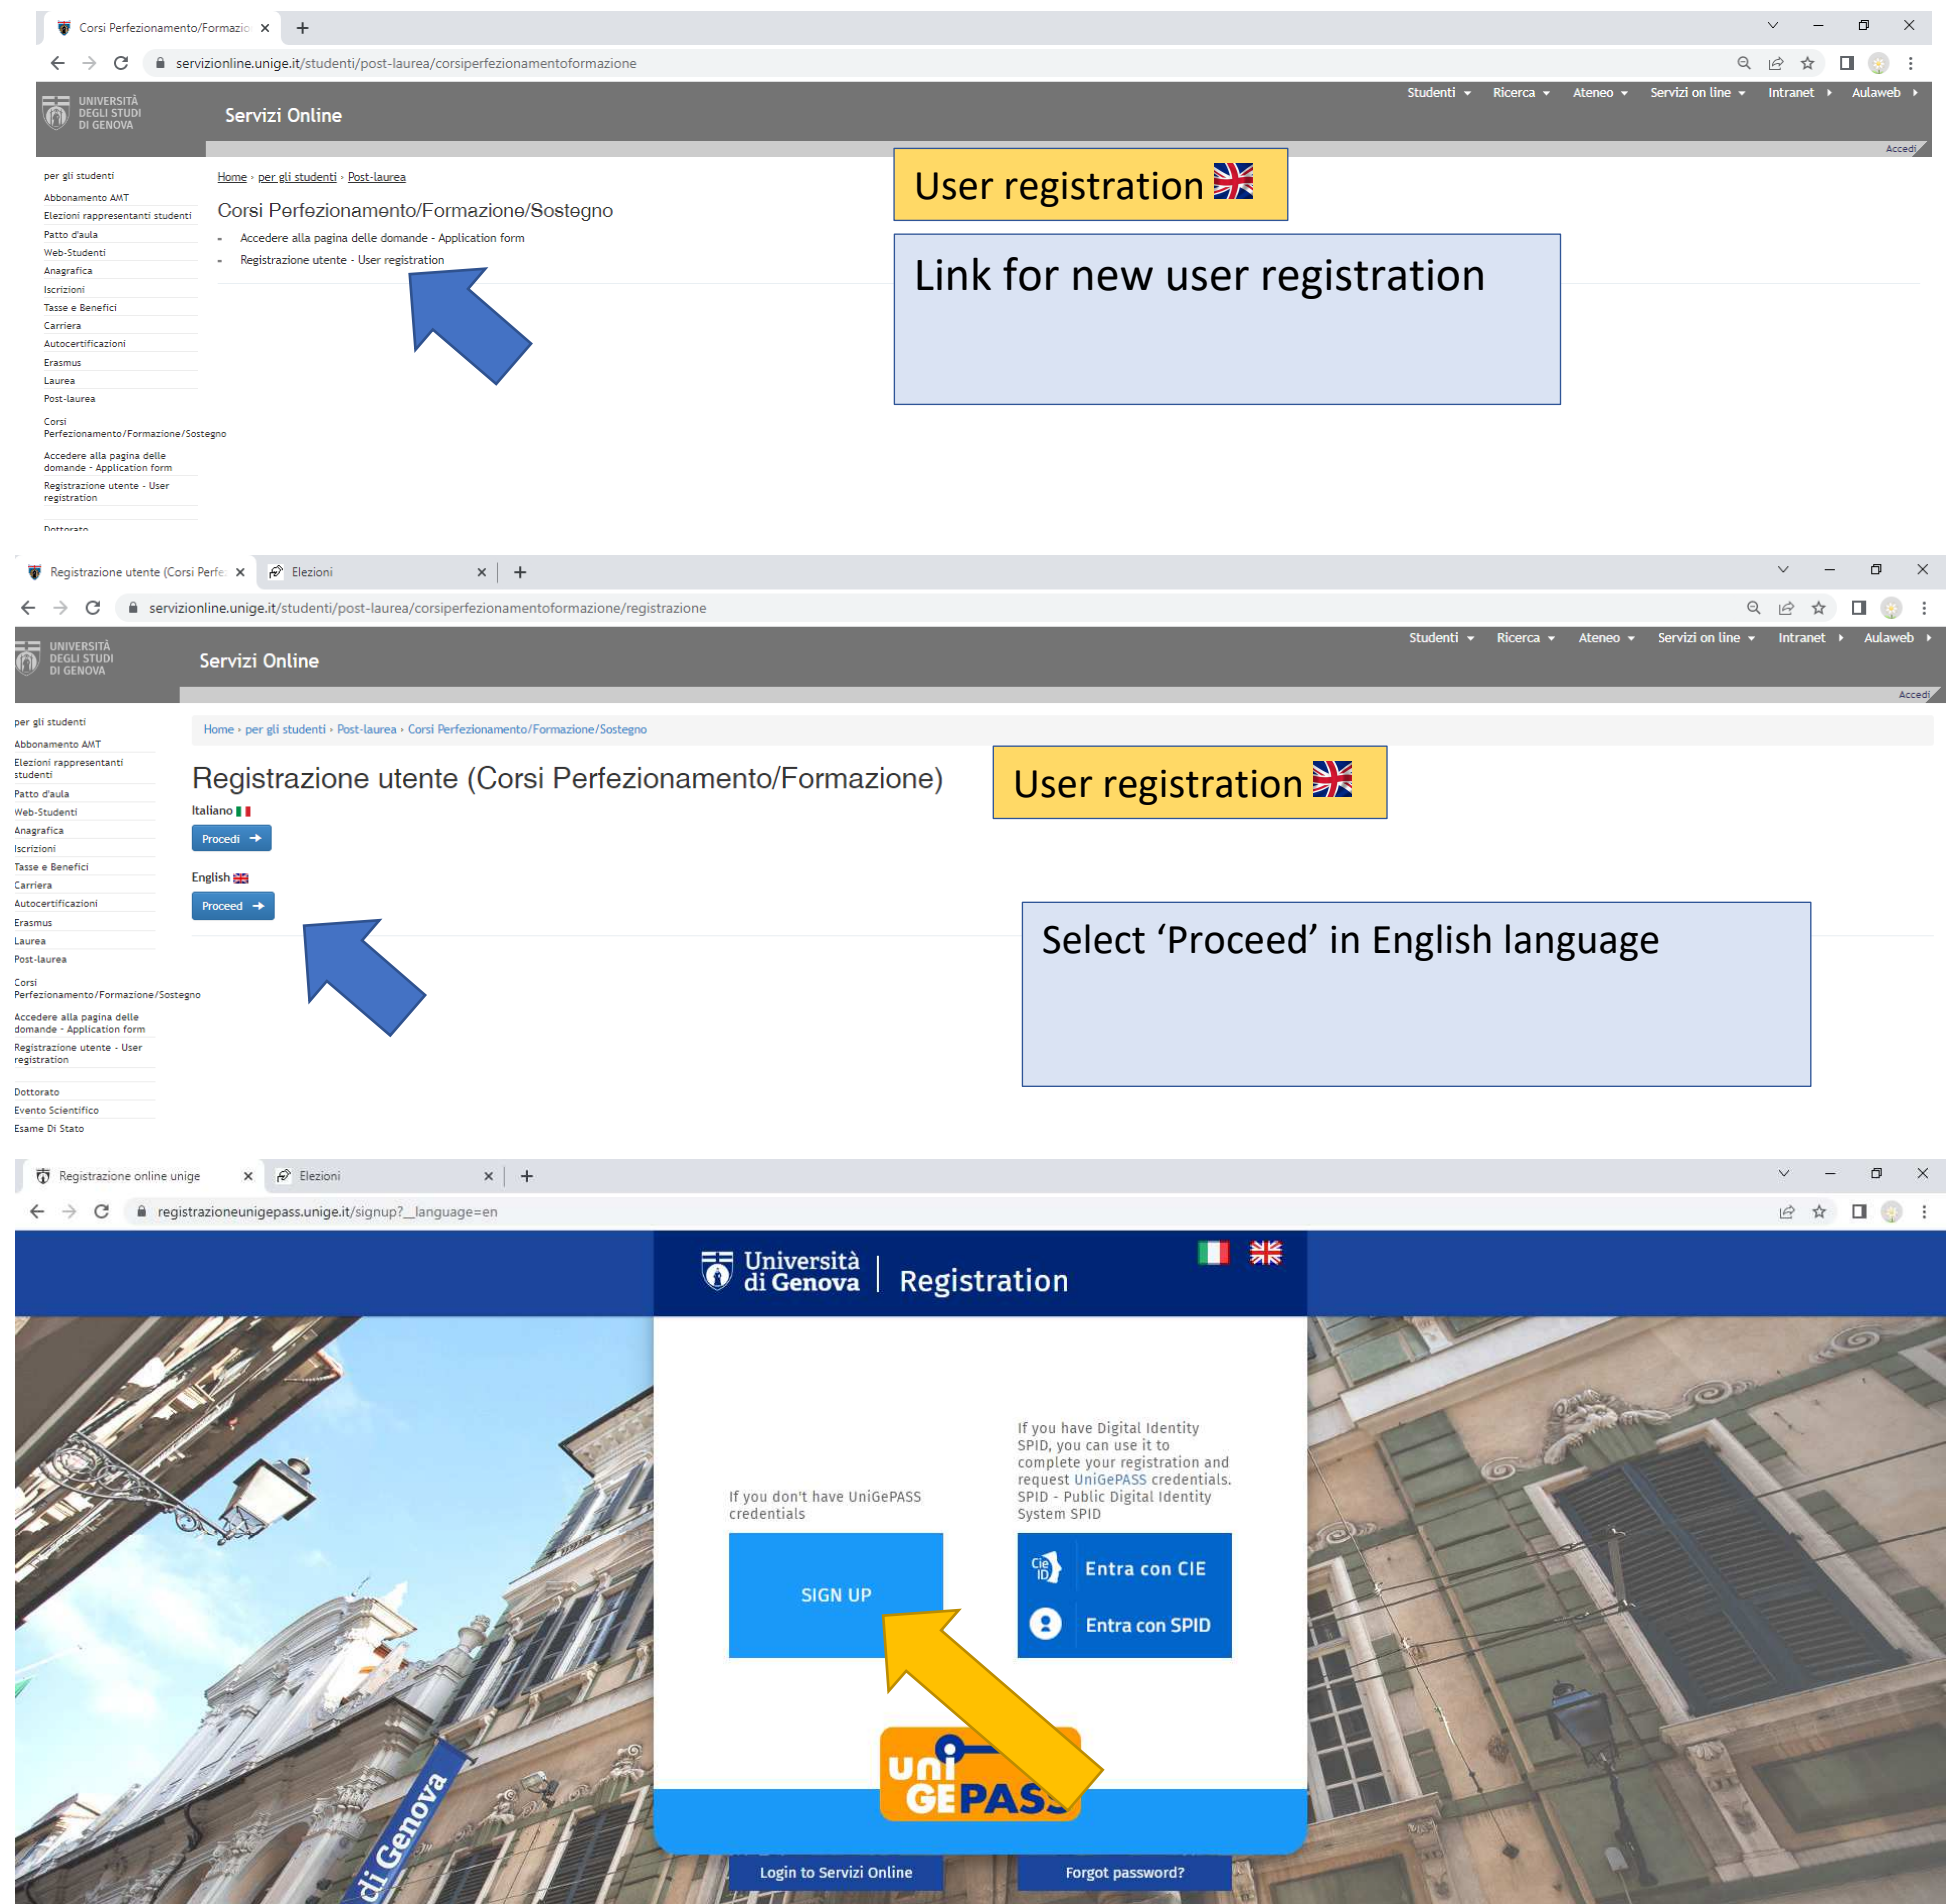 Corsi Perfezionamento/Formazio
servizionline.unige.it/studenti/post-laurea/corsiperfezionamentoformazione
UNIVERSITÀ
DEGLI STUDI
DI GENOVA
Servizi Online
Studenti
Ricerca
Ateneo
Servizi on line
Intranet
Aulaweb
Accedi
per gli studenti
Abbonamento AMT
Elezioni rappresentanti studenti
Patto d'aula
Web-Studenti
Anagrafica
Iscrizioni
Tasse e Benefici
Carriera
Autocertificazioni
Erasmus
Laurea
Post-laurea
Corsi
Perfezionamento/Formazione/Sostegno
Accedere alla pagina delle
domande - Application form
Registrazione utente - User
registration
Dottorato
Home › per gli studenti › Post-laurea
Corsi Perfezionamento/Formazione/Sostegno
- Accedere alla pagina delle domande - Application form
- Registrazione utente - User registration
User registration
Link for new user registration
Registrazione utente (Corsi Perfe
Elezioni
servizionline.unige.it/studenti/post-laurea/corsiperfezionamentoformazione/registrazione
UNIVERSITÀ
DEGLI STUDI
DI GENOVA
Servizi Online
Studenti
Ricerca
Ateneo
Servizi on line
Intranet
Aulaweb
Accedi
per gli studenti
Abbonamento AMT
Elezioni rappresentanti
studenti
Patto d'aula
Web-Studenti
Anagrafica
Iscrizioni
Tasse e Benefici
Carriera
Autocertificazioni
Erasmus
Laurea
Post-laurea
Corsi
Perfezionamento/Formazione/Sostegno
Accedere alla pagina delle
domande - Application form
Registrazione utente - User
registration
Dottorato
Evento Scientifico
Esame Di Stato
Home › per gli studenti › Post-laurea › Corsi Perfezionamento/Formazione/Sostegno
Registrazione utente (Corsi Perfezionamento/Formazione)
Italiano
Procedi
English
Proceed
User registration
Select ‘Proceed’ in English language
Registrazione online unige
Elezioni
registrazioneunigepass.unige.it/signup?__language=en
Università
di Genova
Registration
If you don't have UniGePASS
credentials
SIGN UP
If you have Digital Identity
SPID, you can use it to
complete your registration and
request UniGePASS credentials.
SPID - Public Digital Identity
System SPID
Cie
ID
Entra con CIE
Entra con SPID
uni
GEPASS
di Genova
Login to Servizi Online
Forgot password?